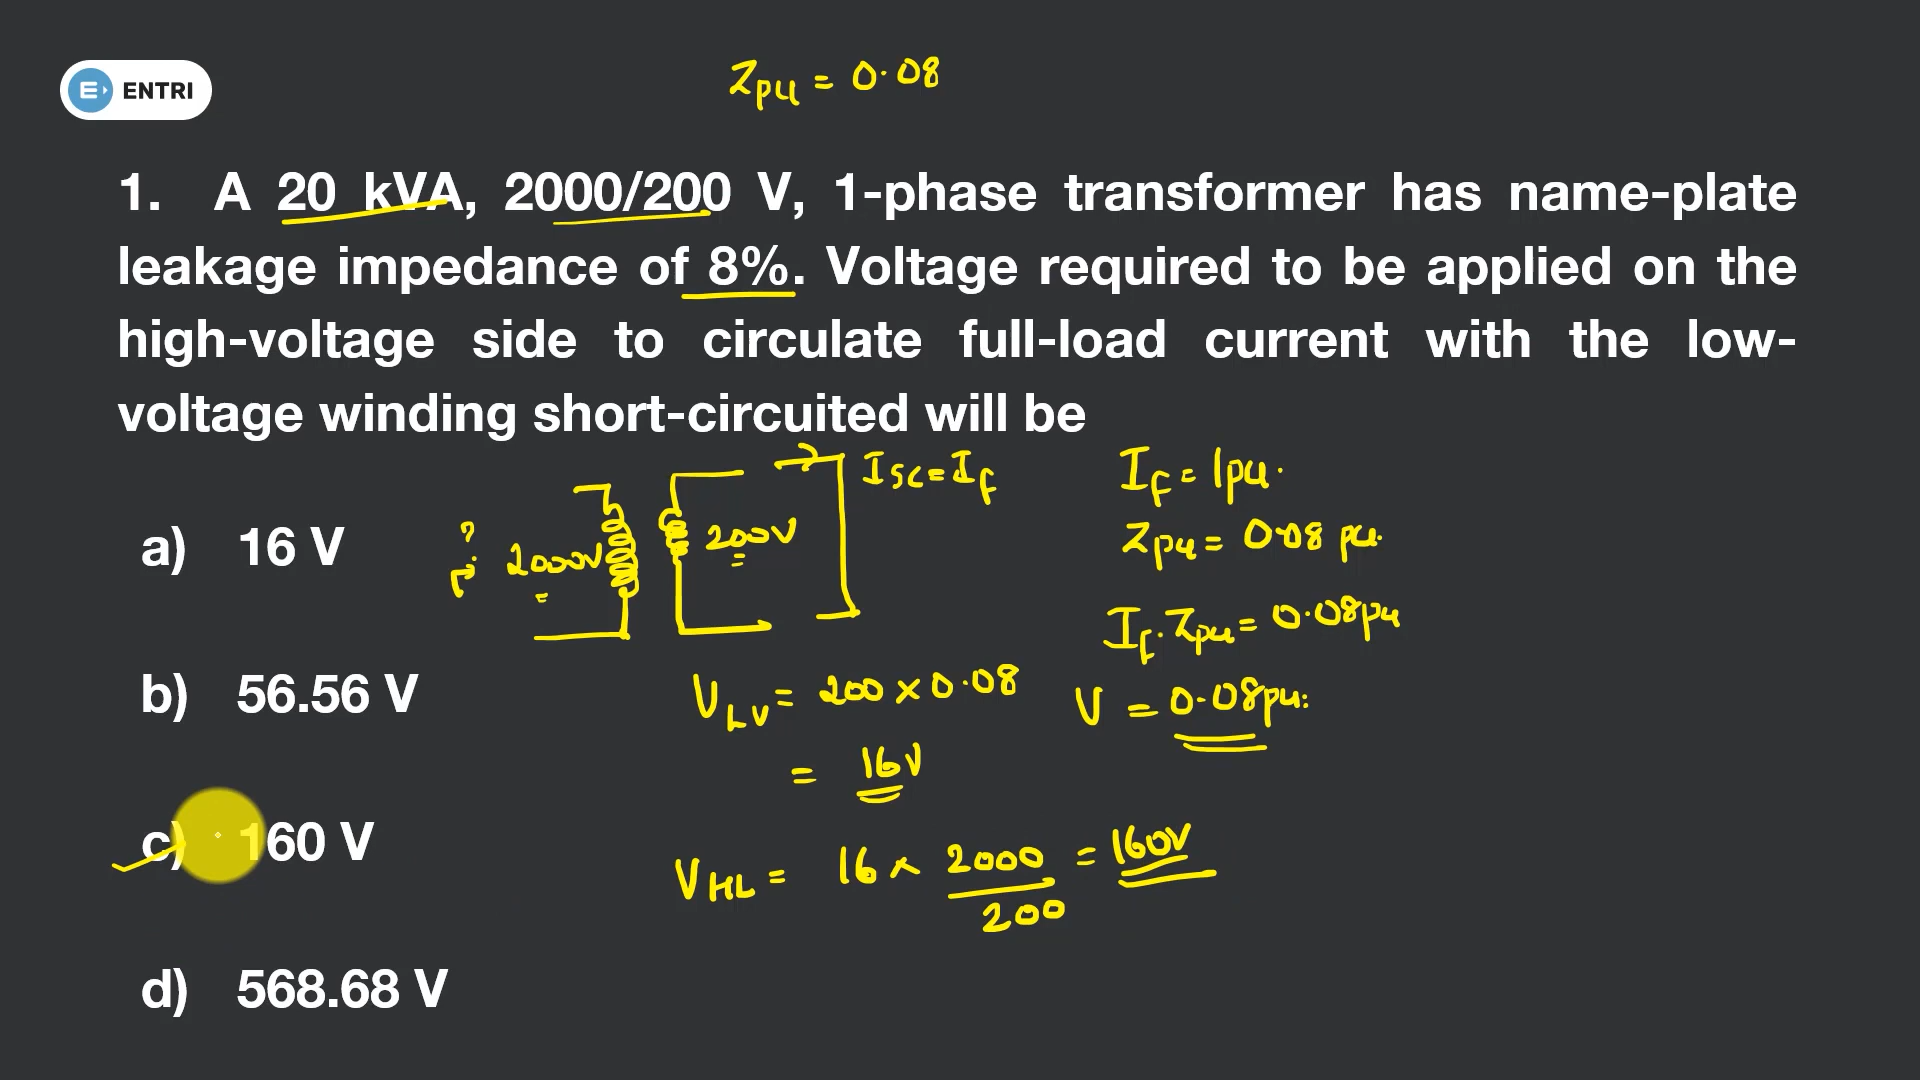 ENTRI
Zpu = 0.08
1. A 20 kVA, 2000/200 V, 1-phase transformer has name-plate
leakage impedance of 8%. Voltage required to be applied on the
high-voltage side to circulate full-load current with the low-
voltage winding short-circuited will be
Isc = If
If = 1pu.
?
2000V
200V
Zpu = 0.08 pu.
If. Zpu = 0.08pu
V = 0.08pu.
a) 16 V
b) 56.56 V
c) 160 V
d) 568.68 V
VLV = 200 × 0.08
= 16V
VHL = 16 × 2000/200 = 160V